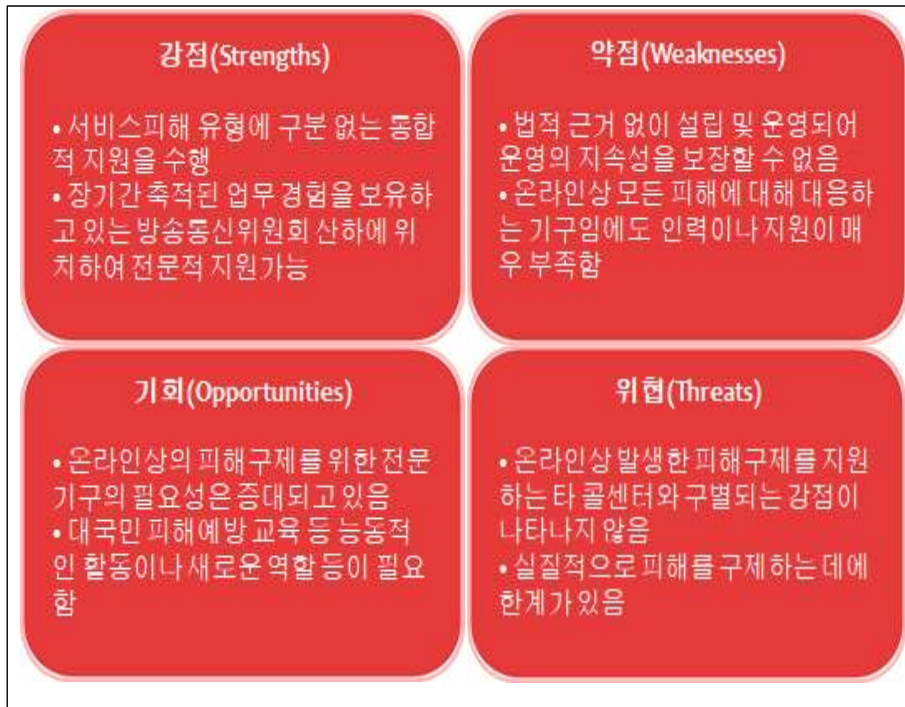 강점(Strengths)
• 서비스피해 유형에 구분 없는 통합
적 지원을 수행
• 장기간 축적된 업무 경험을 보유하
고 있는 방송통신위원회 산하에 위
치하여 전문적 지원가능
약점(Weaknesses)
• 법적 근거 없이 설립 및 운영되어
운영의 지속성을 보장할 수 없음
• 온라인상 모든 피해에 대해 대응하
는 기구임에도 인력이나 지원이 매
우 부족함
기회(Opportunities)
• 온라인상의 피해구제를 위한 전문
기구의 필요성은 증대되고 있음
• 대국민 피해예방 교육 등 능동적
인 활동이나 새로운 역할 등이 필요
함
위협(Threats)
• 온라인상 발생한 피해구제를 지원
하는 타 콜센터와 구별되는 강점이
나타나지 않음
• 실질적으로 피해를 구제하는 데에
한계가 있음